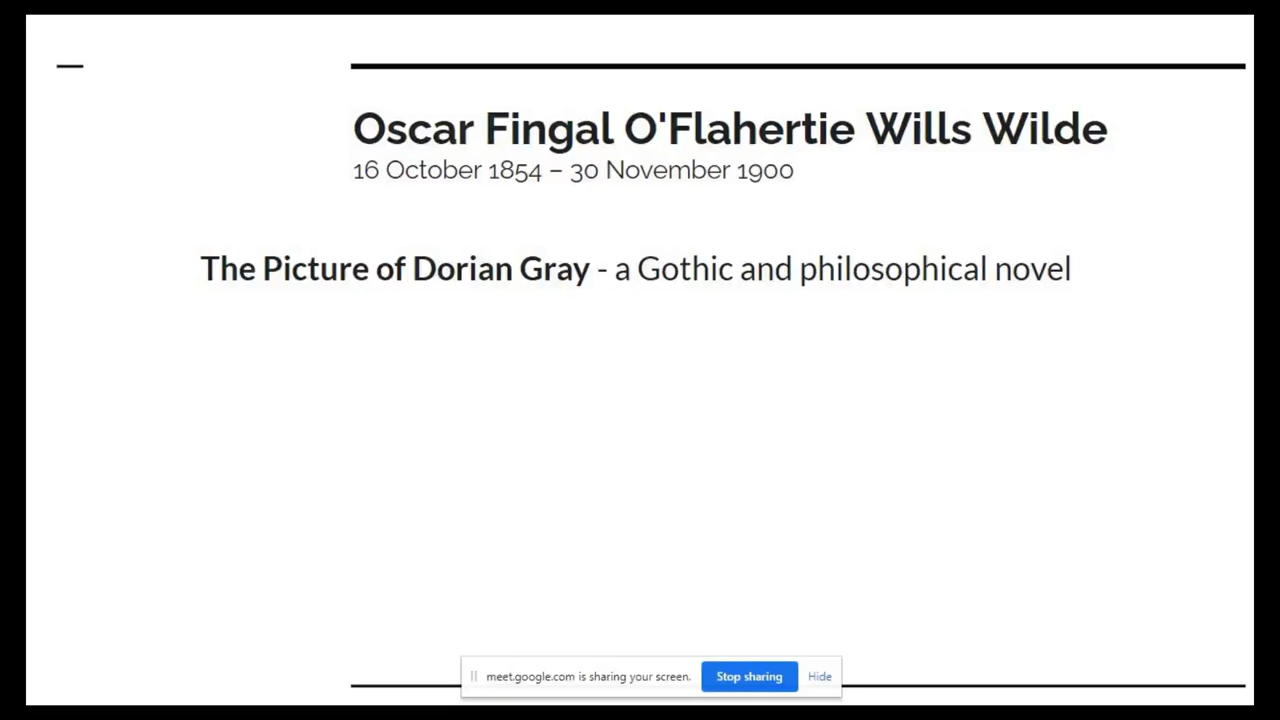 Oscar Fingal O'Flahertie Wills Wilde
16 October 1854 – 30 November 1900
The Picture of Dorian Gray - a Gothic and philosophical novel
meet.google.com is sharing your screen. Stop sharing Hide